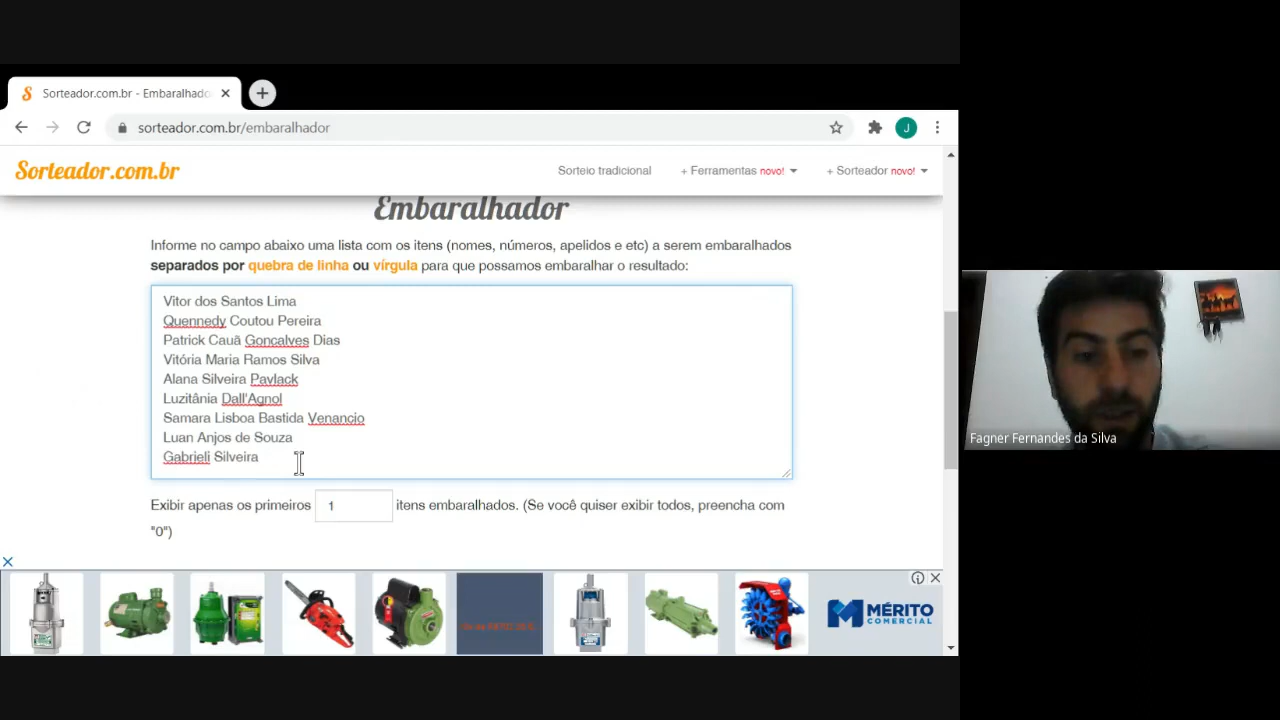 Sorteador.com.br - Embaralhado
sorteador.com.br/embaralhador
J
Sorteador.com.br
Sorteio tradicional
+ Ferramentas novo!
+ Sorteador novo!
Embaralhador
Informe no campo abaixo uma lista com os itens (nomes, números, apelidos e etc) a serem embaralhados
separados por quebra de linha ou vírgula para que possamos embaralhar o resultado:
Vitor dos Santos Lima
Quennedy Coutou Pereira
Patrick Cauã Goncalves Dias
Vitória Maria Ramos Silva
Alana Silveira Pavlack
Luzitânia Dall'Agnol
Samara Lisboa Bastida Venancio
Luan Anjos de Souza
Gabrieli Silveira
Exibir apenas os primeiros 1 itens embaralhados. (Se você quiser exibir todos, preencha com
"0")
MÉRITO
COMERCIAL
Fagner Fernandes da Silva